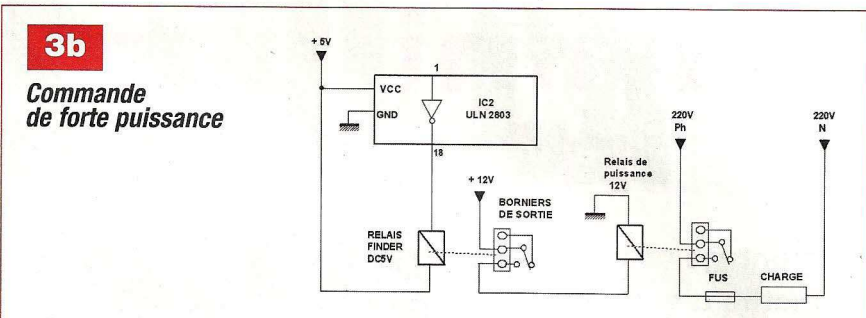 3b
Commande
de forte puissance
+ 5V
1
VCC
GND
IC2
ULN 2803
18
RELAIS
FINDER
DC5V
+ 12V
BORNIERS
DE SORTIE
Relais de
puissance
12V
220V
Ph
220V
N
FUS
CHARGE